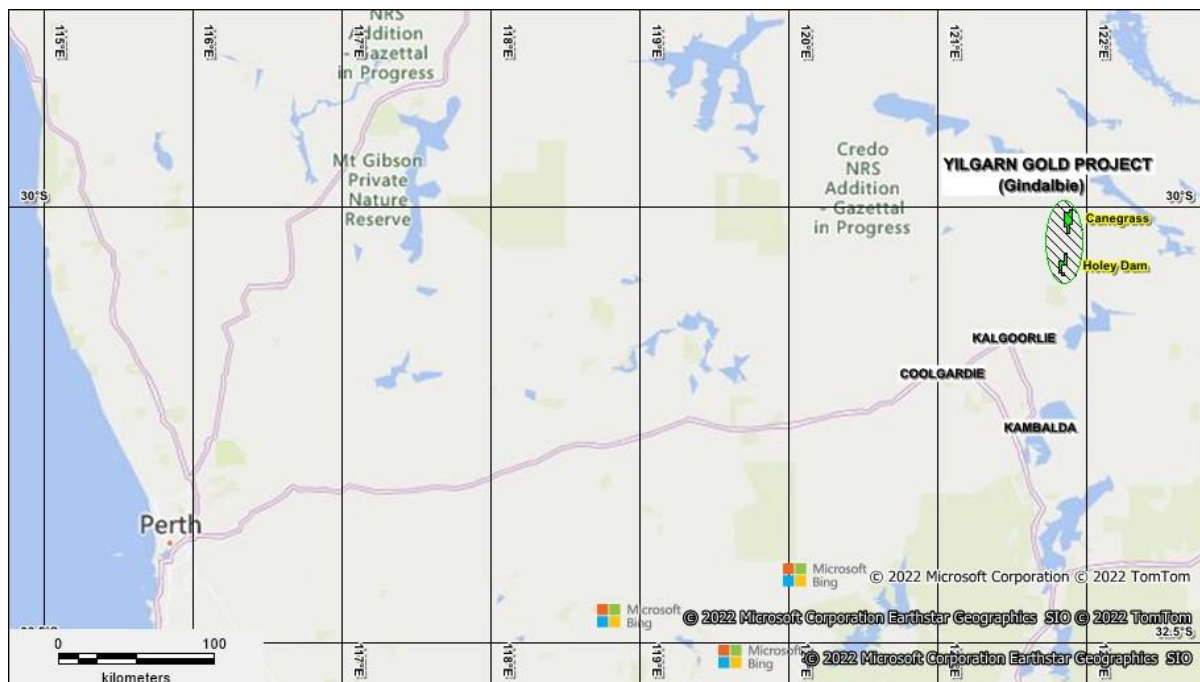 115°E
116°E
117°E
118°E
119°E
120°E
121°E
122°E
NRS
Addition
- Gazettal
in Progress
Mt Gibson
Private
Nature
Reserve
Credo
NRS
Addition
- Gazettal
in Progress
YILGARN GOLD PROJECT
(Gindalbie)
30°S
30°S
Canegrass
Holey Dam
KALGOORLIE
COOLGARDIE
KAMBALDA
Perth
Microsoft
Bing
© 2022 Microsoft Corporation © 2022 TomTom
Microsoft
Bing
© 2022 Microsoft Corporation Earthstar Geographics SIO © 2022 TomTom
32.5°S
0
100
kilometers
117°E
118°E
119°E
Microsoft
Bing
© 2022 Microsoft Corporation Earthstar Geographics SIO